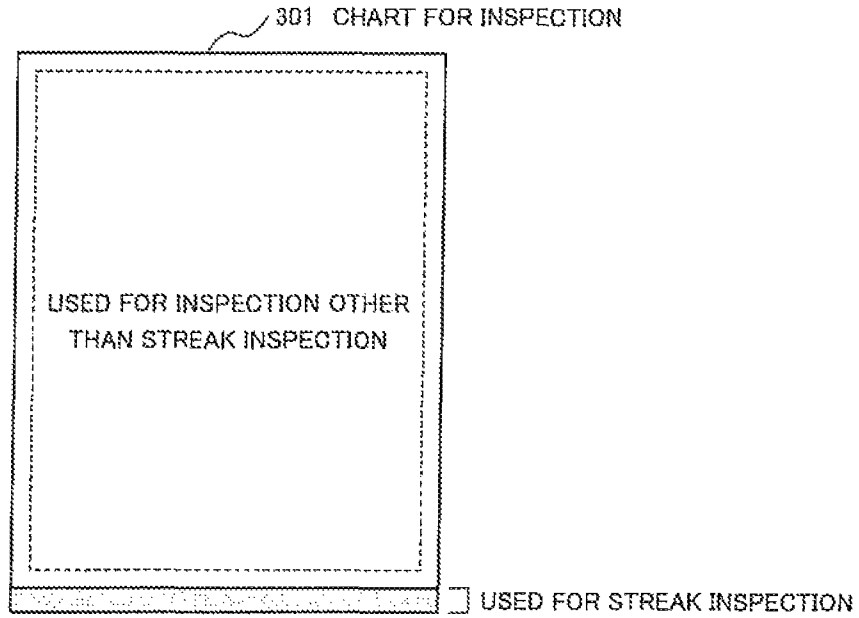 301 CHART FOR INSPECTION
USED FOR INSPECTION OTHER
THAN STREAK INSPECTION
USED FOR STREAK INSPECTION